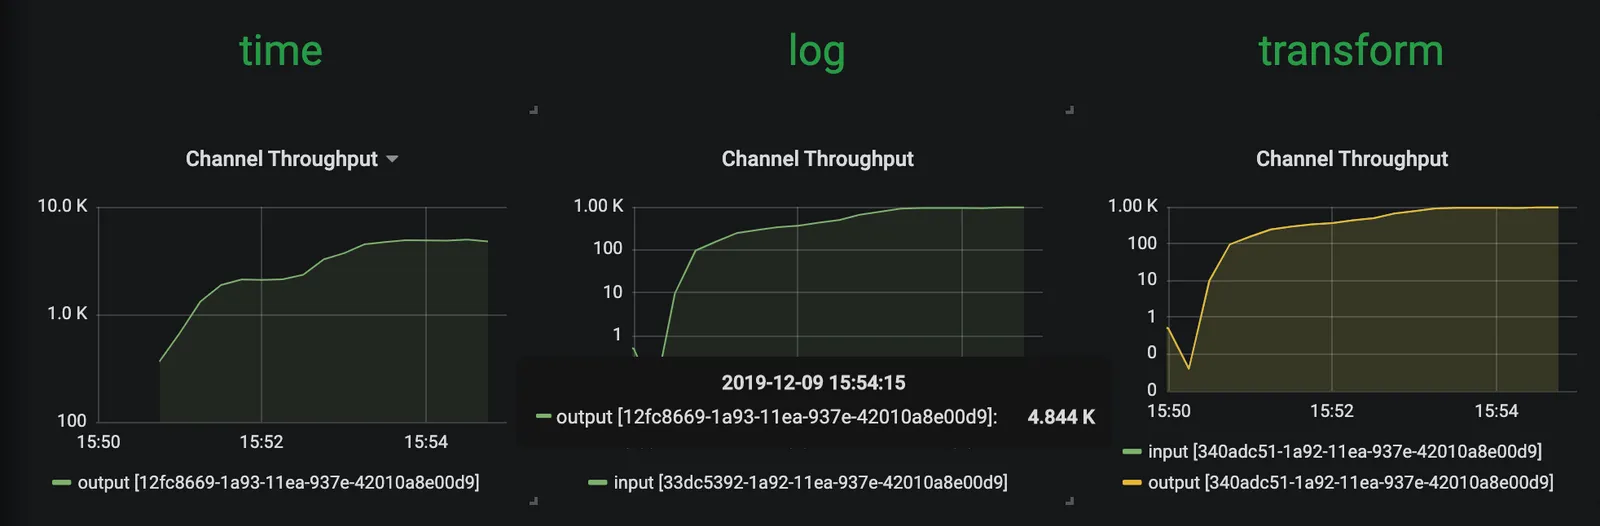 time
log
transform
Channel Throughput
10.0 K
1.0 K
100
15:50
15:52
15:54
output [12fc8669-1a93-11ea-937e-42010a8e00d9]
Channel Throughput
1.00 K
100
10
1
2019-12-09 15:54:15
output [12fc8669-1a93-11ea-937e-42010a8e00d9]: 4.844 K
input [33dc5392-1a92-11ea-937e-42010a8e00d9]
Channel Throughput
1.00 K
100
10
1
0
0
15:50
15:52
15:54
input [340adc51-1a92-11ea-937e-42010a8e00d9]
output [340adc51-1a92-11ea-937e-42010a8e00d9]